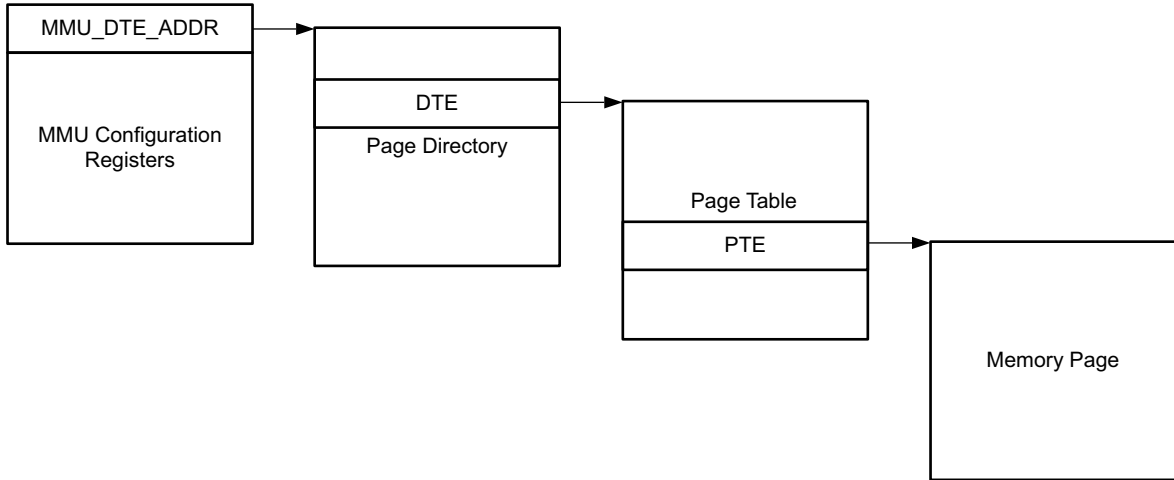 MMU_DTE_ADDR
MMU Configuration
Registers
DTE
Page Directory
Page Table
PTE
Memory Page